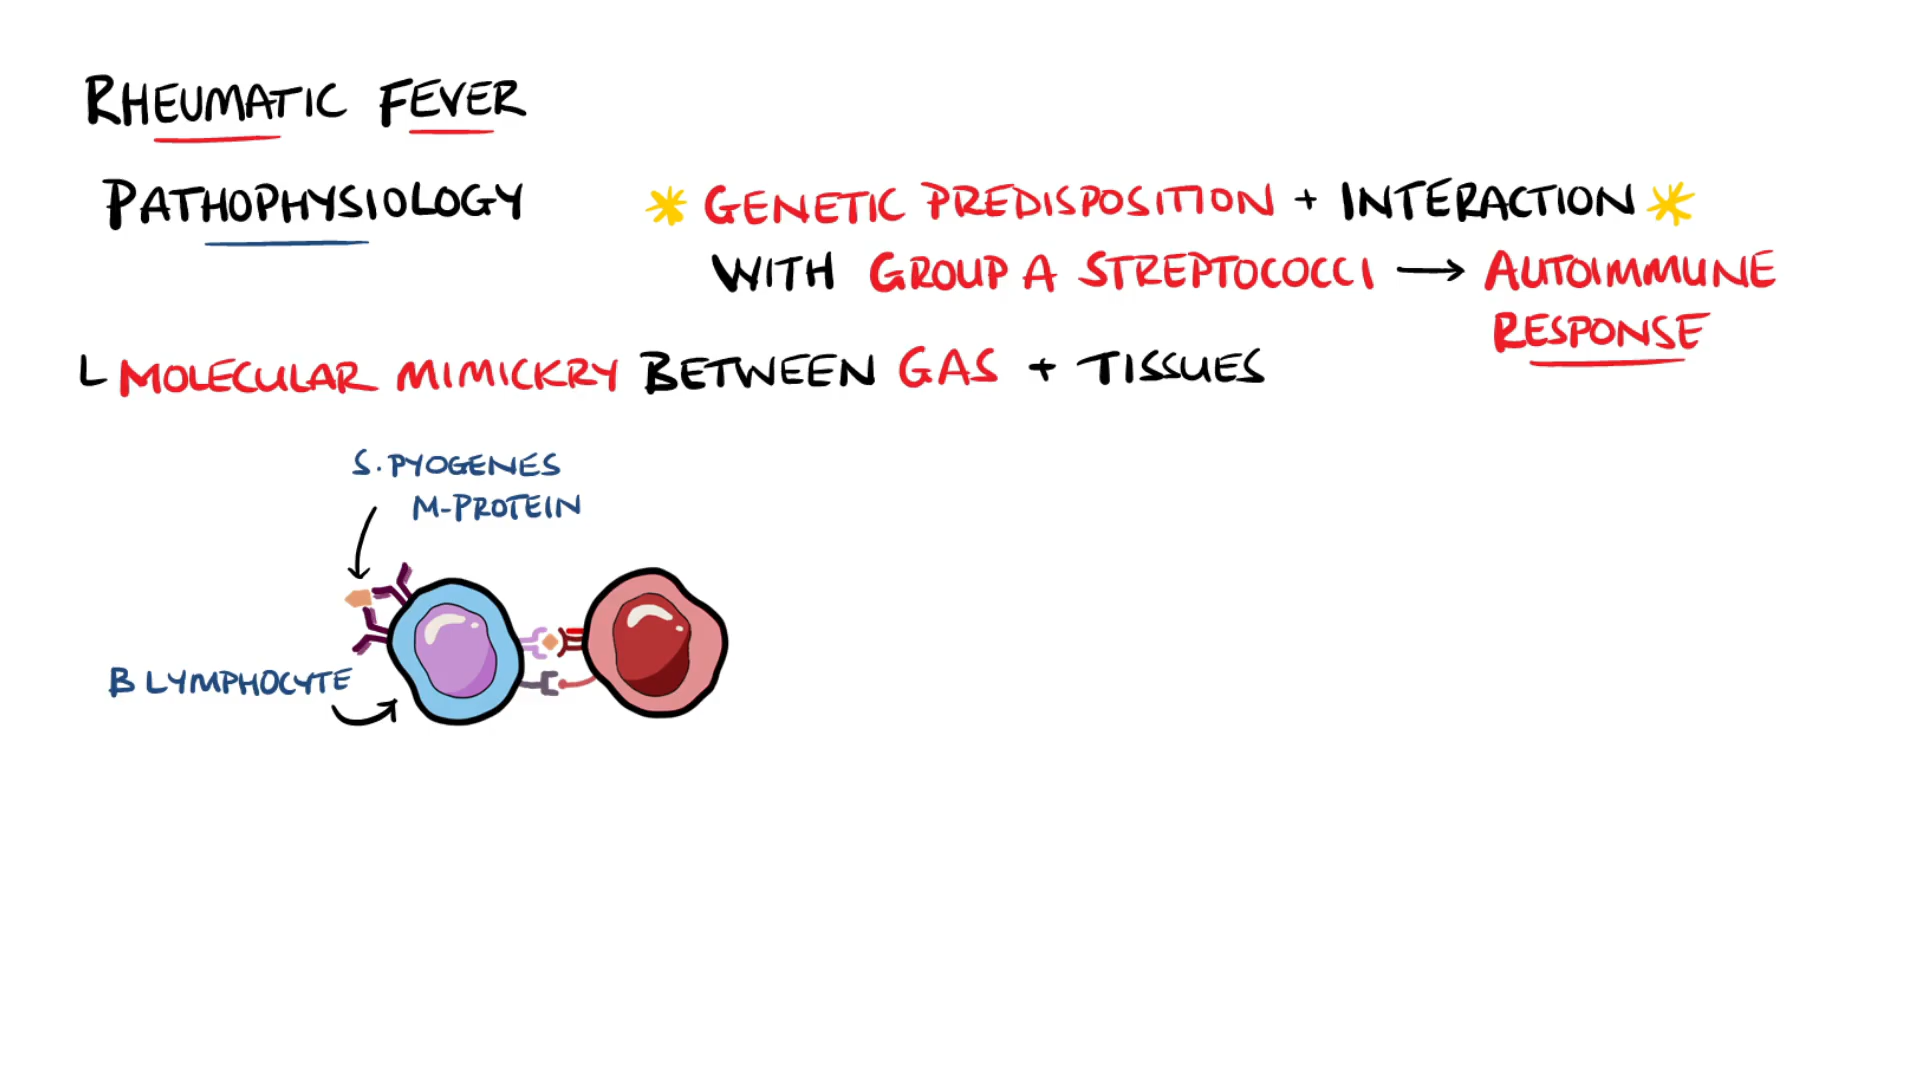 RHEUMATIC FEVER
PATHOPHYSIOLOGY
* GENETIC PREDISPOSITION + INTERACTION *
WITH GROUP A STREPTOCOCCI → AUTOIMMUNE
RESPONSE
L MOLECULAR MIMICKRY BETWEEN GAS + TISSUES
S. PYOGENES
M-PROTEIN
B LYMPHOCYTE